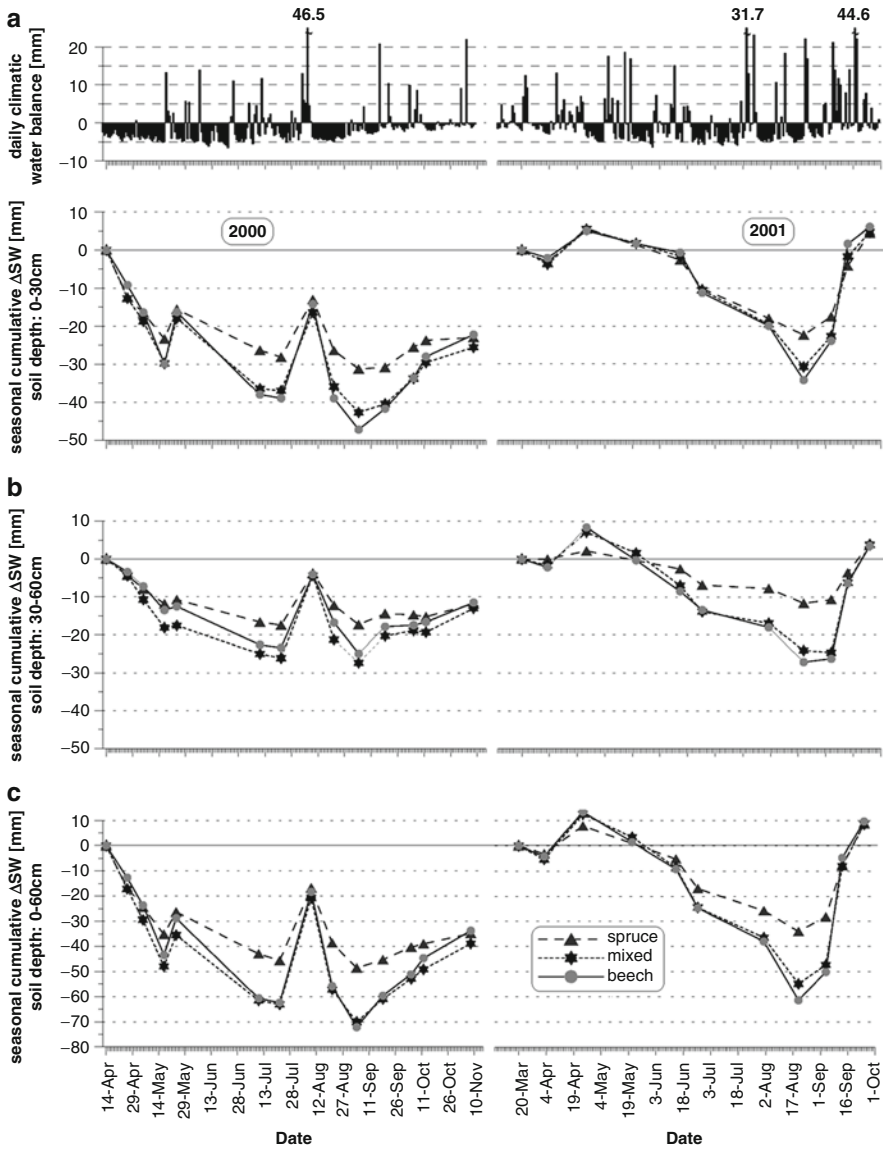 a
46.5
31.7
44.6
daily climatic
water balance [mm]
20
10
0
−10
seasonal cumulative ΔSW [mm]
soil depth: 0-30cm
10
0
−10
−20
−30
−40
−50
2000
2001
b
seasonal cumulative ΔSW [mm]
soil depth: 30-60cm
10
0
−10
−20
−30
−40
−50
c
seasonal cumulative ΔSW [mm]
soil depth: 0-60cm
10
0
−10
−20
−30
−40
−50
−60
−70
−80
spruce
mixed
beech
14-Apr
29-Apr
14-May
29-May
13-Jun
28-Jun
13-Jul
28-Jul
12-Aug
27-Aug
11-Sep
26-Sep
11-Oct
26-Oct
10-Nov
20-Mar
4-Apr
19-Apr
4-May
19-May
3-Jun
18-Jun
3-Jul
18-Jul
2-Aug
17-Aug
1-Sep
16-Sep
1-Oct
Date
Date